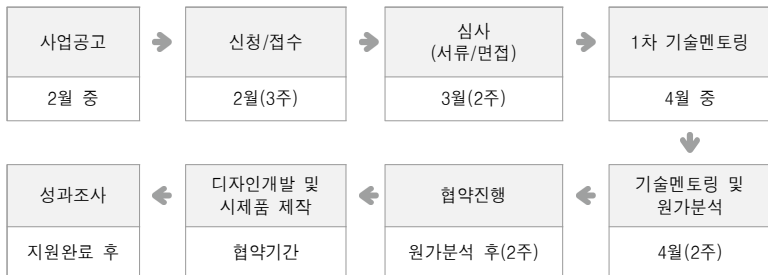 사업공고
2월 중
신청/접수
2월(3주)
심사
(서류/면접)
3월(2주)
1차 기술멘토링
4월 중
기술멘토링 및
원가분석
4월(2주)
협약진행
원가분석 후(2주)
디자인개발 및
시제품 제작
협약기간
성과조사
지원완료 후